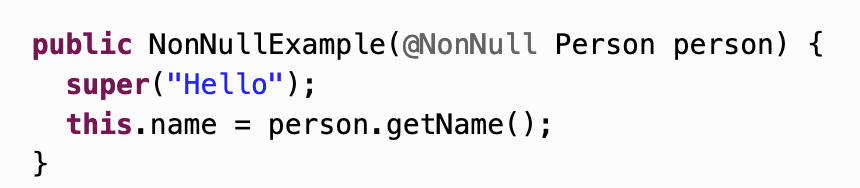 public NonNullExample(@NonNull Person person) {
  super("Hello");
  this.name = person.getName();
}